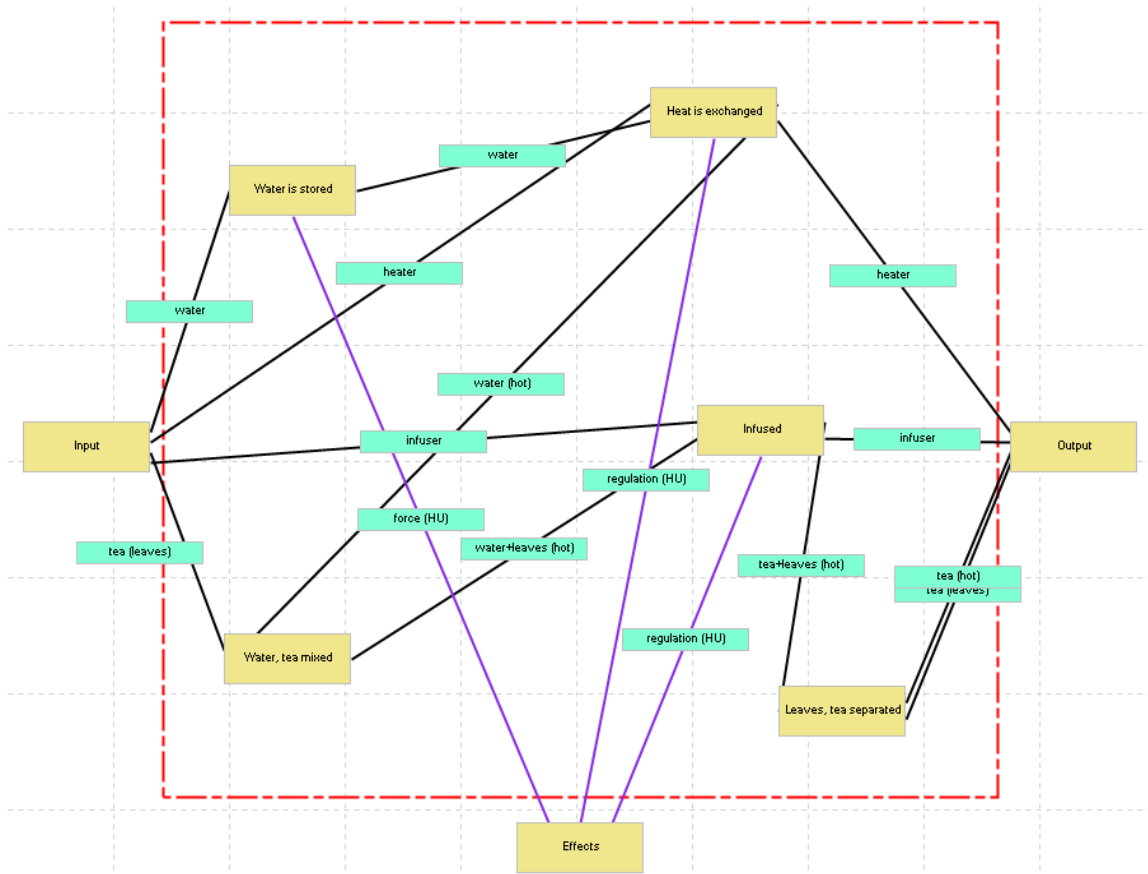 Heat is exchanged
water
Water is stored
heater
heater
water
water (hot)
Infused
infuser
infuser
Input
Output
regulation (HU)
force (HU)
water+leaves (hot)
tea (leaves)
tea+leaves (hot)
tea (hot)
tea (leaves)
regulation (HU)
Water, tea mixed
Leaves, tea separated
Effects